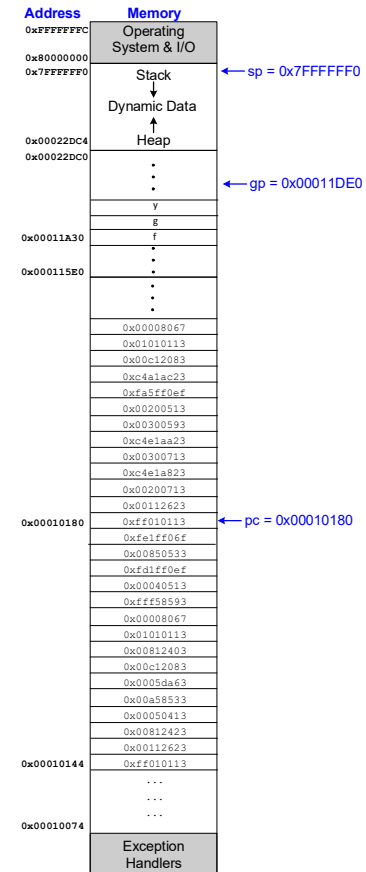 Address Memory
0xFFFFFFFC Operating
System & I/O
0x80000000
0x7FFFFFF0 Stack sp = 0x7FFFFFF0
Dynamic Data
0x00022DC4 Heap
0x00022DC0
gp = 0x00011DE0
y
g
0x00011A30 f
0x000115E0
0x00008067
0x01010113
0x00c12083
0xc4a1ac23
0xfa5ff0ef
0x00200513
0x00300593
0xc4e1aa23
0x00300713
0xc4e1a823
0x00200713
0x00112623
0x00010180 0xff010113 pc = 0x00010180
0xfe1ff06f
0x00850533
0xfd1ff0ef
0x00040513
0xfff58593
0x00008067
0x01010113
0x00812403
0x00c12083
0x0005da63
0x00a58533
0x00050413
0x00812423
0x00112623
0x00010144 0xff010113
...
...
...
0x00010074
Exception
Handlers